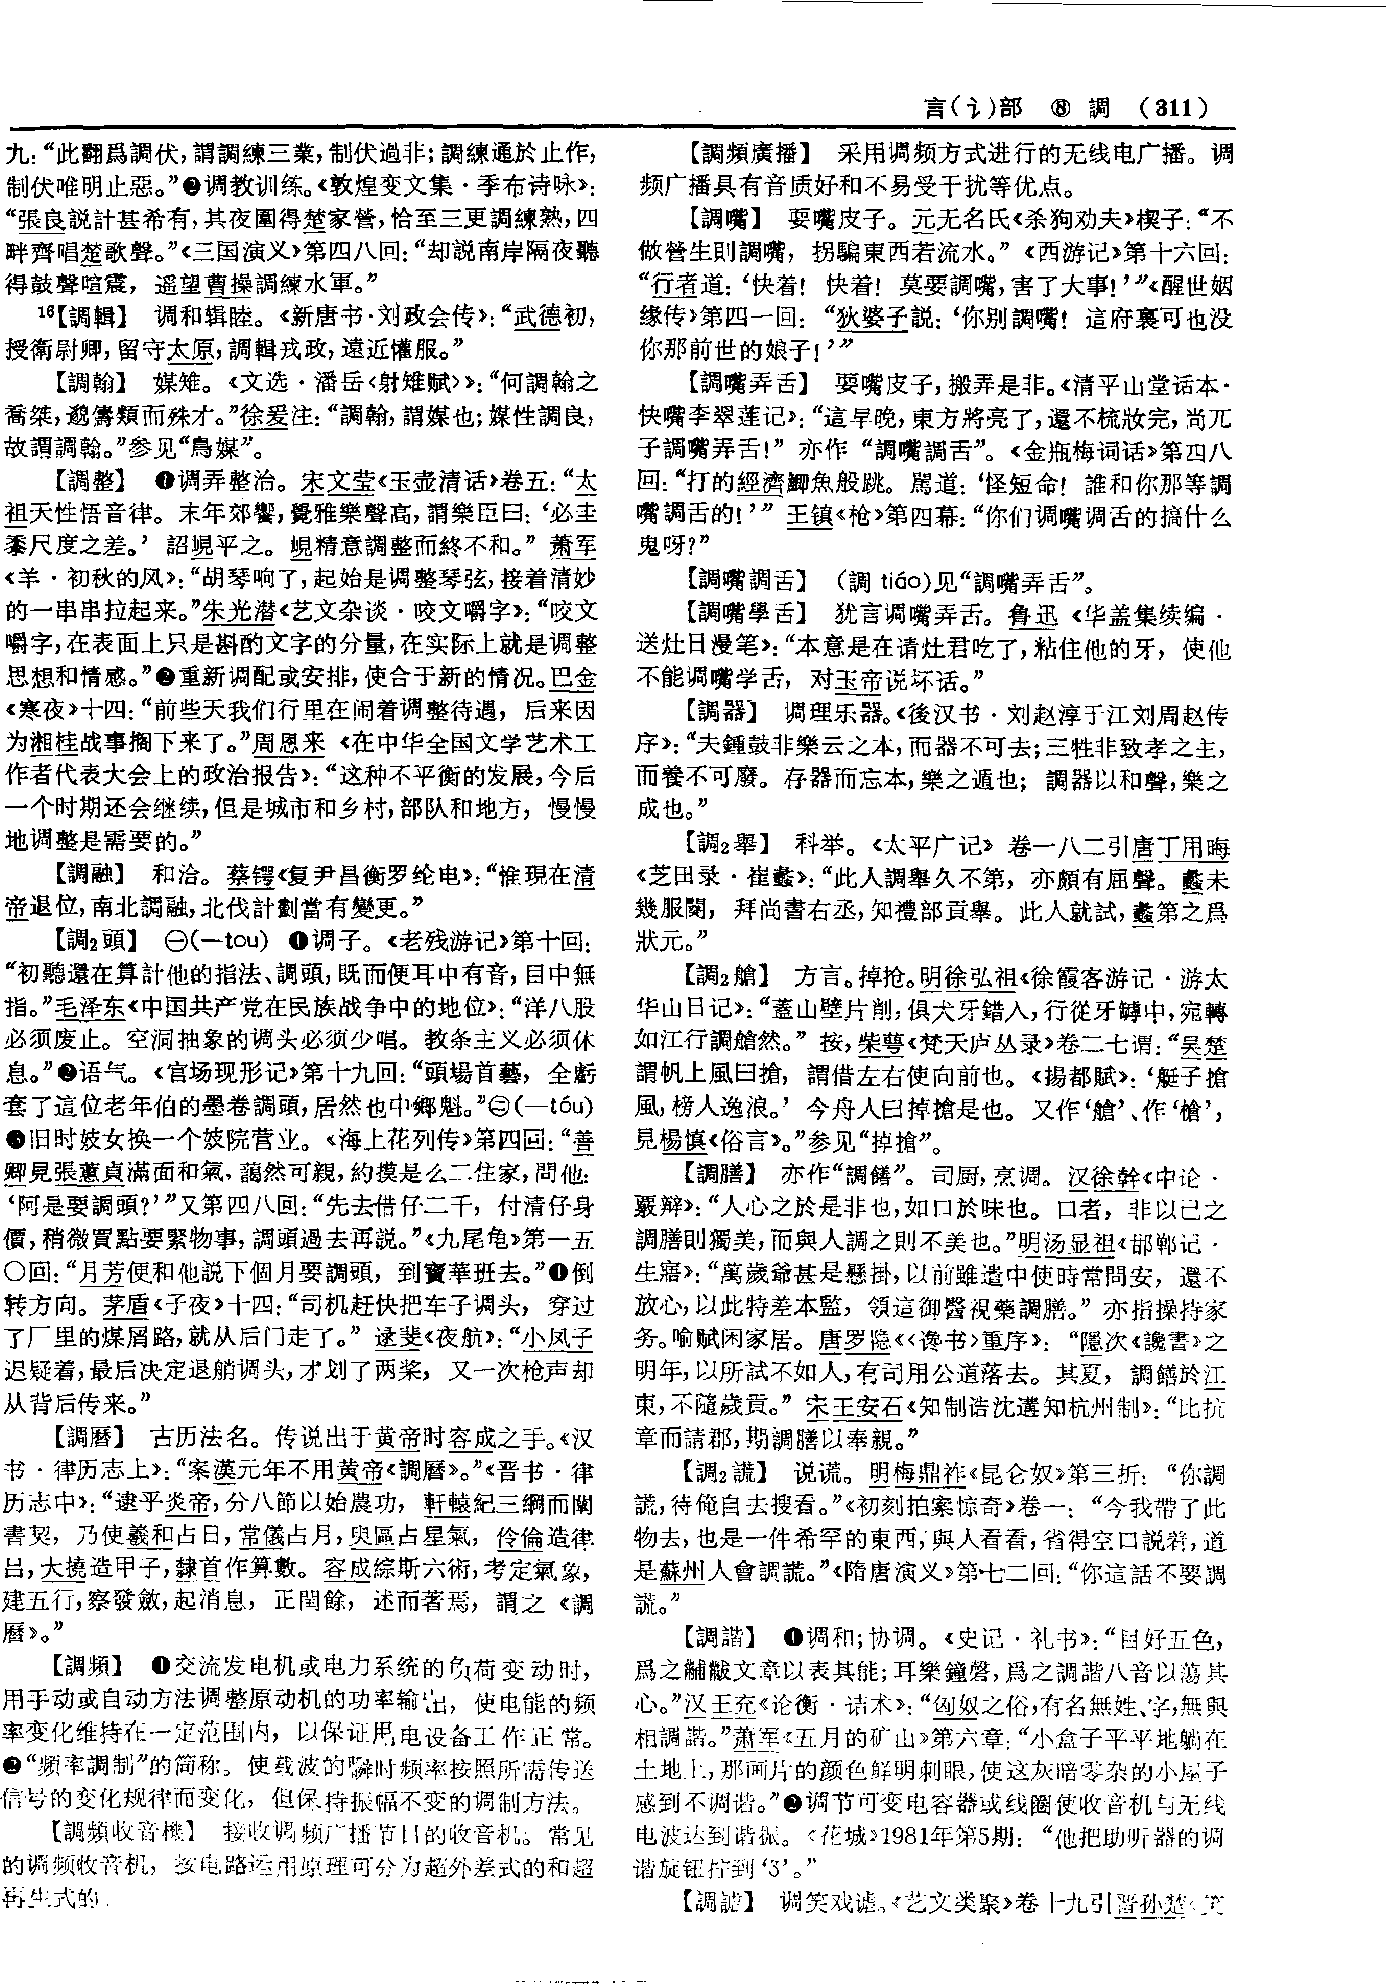 言(讠)部　⑧　調　（311）
九：“此翻爲調伏，謂調練三業，制伏過非；調練通於止作，
制伏唯明止惡。”❷调教训练。《敦煌变文集·季布诗咏》：
“張良説計甚希有，其夜圍得楚家營，恰至三更調練熟，四
畔齊唱楚歌聲。”《三国演义》第四八回：“却説南岸隔夜聽
得鼓聲喧震，遥望曹操調練水軍。”
16【調輯】　调和辑睦。《新唐书·刘政会传》：“武德初，
授衛尉卿，留守太原，調輯戎政，遠近懽服。”
【調翰】　媒雉。《文选·潘岳〈射雉赋〉》：“何調翰之
喬桀，邈儔類而殊才。”徐爰注：“調翰，謂媒也；媒性調良，
故謂調翰。”参见“鳥媒”。
【調整】　❶调弄整治。宋文莹《玉壶清话》卷五：“太
祖天性悟音律。末年郊饗，覺雅樂聲高，謂樂臣曰：‘必圭
黍尺度之差。’詔峴平之。峴精意調整而終不和。”萧军
《羊·初秋的风》：“胡琴响了，起始是调整琴弦，接着清妙
的一串串拉起来。”朱光潜《艺文杂谈·咬文嚼字》：“咬文
嚼字，在表面上只是斟酌文字的分量，在实际上就是调整
思想和情感。”❷重新调配或安排，使合于新的情况。巴金
《寒夜》十四：“前些天我们行里在闹着调整待遇，后来因
为湘桂战事搁下来了。”周恩来《在中华全国文学艺术工
作者代表大会上的政治报告》：“这种不平衡的发展，今后
一个时期还会继续，但是城市和乡村，部队和地方，慢慢
地调整是需要的。”
【調融】　和洽。蔡锷《复尹昌衡罗纶电》：“惟現在清
帝退位，南北調融，北伐計劃當有變更。”
【調2頭】　㊀(—tou)　❶调子。《老残游记》第十回：
“初聽還在算計他的指法、調頭，既而便耳中有音，目中無
指。”毛泽东《中国共产党在民族战争中的地位》：“洋八股
必须废止。空洞抽象的调头必须少唱。教条主义必须休
息。”❷语气。《官场现形记》第十九回：“頭場首藝，全虧
套了這位老年伯的墨卷調頭，居然也中鄉魁。”㊁(—tóu)
❶旧时妓女换一个妓院营业。《海上花列传》第四回：“善
卿見張蕙貞滿面和氣，藹然可親，約摸是么二住家，問他：
‘阿是要調頭？’”又第四八回：“先去借仔二千，付清仔身
價，稍微買點要緊物事，調頭過去再説。”《九尾龟》第一五
〇回：“月芳便和他説下個月要調頭，到寶華班去。”❶倒
转方向。茅盾《子夜》十四：“司机赶快把车子调头，穿过
了厂里的煤屑路，就从后门走了。”逯斐《夜航》：“小凤子
迟疑着，最后决定退艄调头，才划了两桨，又一次枪声却
从背后传来。”
【調曆】　古历法名。传说出于黄帝时容成之手。《汉
书·律历志上》：“案漢元年不用黄帝《調曆》。”《晋书·律
历志中》：“逮乎炎帝，分八節以始農功，軒轅紀三綱而闡
書契，乃使羲和占日，常儀占月，臾區占星氣，伶倫造律
吕，大撓造甲子，隸首作算數。容成綜斯六術，考定氣象，
建五行，察發斂，起消息，正閏餘，述而著焉，謂之《調
曆》。”
【調頻】　❶交流发电机或电力系统的负荷变动时，
用手动或自动方法调整原动机的功率输出，使电能的频
率变化维持在一定范围内，以保证用电设备工作正常。
❷“频率調制”的简称。使载波的瞬时频率按照所需传送
信号的变化规律而变化，但保持振幅不变的调制方法。
【調頻收音機】　接收调频广播节目的收音机。常见
的调频收音机，按电路运用原理可分为超外差式的和超
再生式的。
【調頻廣播】　采用调频方式进行的无线电广播。调
频广播具有音质好和不易受干扰等优点。
【調嘴】　耍嘴皮子。元无名氏《杀狗劝夫》楔子：“不
做營生則調嘴，拐騙東西若流水。”《西游记》第十六回：
“行者道：‘快着！快着！莫要調嘴，害了大事！’”《醒世姻
缘传》第四一回：“狄婆子説：‘你别調嘴！這府裏可也没
你那前世的娘子！’”
【調嘴弄舌】　耍嘴皮子，搬弄是非。《清平山堂话本·
快嘴李翠莲记》：“這早晚，東方將亮了，還不梳妝完，尚兀
子調嘴弄舌！”亦作“調嘴調舌”。《金瓶梅词话》第四八
回：“打的經濟鯽魚般跳。罵道：‘怪短命！誰和你那等調
嘴調舌的！’”王镇《枪》第四幕：“你们调嘴调舌的搞什么
鬼呀？”
【調嘴調舌】　(調 tiáo)见“調嘴弄舌”。
【調嘴學舌】　犹言调嘴弄舌。鲁迅《华盖集续编·
送灶日漫笔》：“本意是在请灶君吃了，粘住他的牙，使他
不能调嘴学舌，对玉帝说坏话。”
【調器】　调理乐器。《後汉书·刘赵淳于江刘周赵传
序》：“夫鍾鼓非樂云之本，而器不可去；三牲非致孝之主，
而養不可廢。存器而忘本，樂之遁也；調器以和聲，樂之
成也。”
【調2舉】　科举。《太平广记》卷一八二引唐丁用晦
《芝田录·崔蠡》：“此人調舉久不第，亦頗有屈聲。蠡未
幾服闋，拜尚書右丞，知禮部貢舉。此人就試，蠡第之爲
狀元。”
【調2艙】　方言。掉抢。明徐弘祖《徐霞客游记·游太
华山日记》：“蓋山壁片削，俱犬牙錯入，行從牙罅中，宛轉
如江行調艙然。”按，柴萼《梵天庐丛录》卷二七谓：“吴楚
謂帆上風曰搶，謂借左右使向前也。《揚都賦》：‘艇子搶
風，榜人逸浪。’今舟人曰掉搶是也。又作‘艙’、作‘槍’，
見楊慎《俗言》。”参见“掉搶”。
【調膳】　亦作“調饍”。司厨，烹调。汉徐幹《中论·
覈辩》：“人心之於是非也，如口於味也。口者，非以己之
調膳則獨美，而與人調之則不美也。”明汤显祖《邯郸记·
生寤》：“萬歲爺甚是懸掛，以前雖遣中使時常問安，還不
放心，以此特差本監，領這御醫視藥調膳。”亦指操持家
务。喻赋闲家居。唐罗隐《〈谗书〉重序》：“隱次《讒書》之
明年，以所試不如人，有司用公道落去。其夏，調饍於江
東，不隨歲貢。”宋王安石《知制诰沈遘知杭州制》：“比抗
章而請郡，期調膳以奉親。”
【調2謊】　说谎。明梅鼎祚《昆仑奴》第三折：“你調
謊，待俺自去搜看。”《初刻拍案惊奇》卷一：“今我帶了此
物去，也是一件希罕的東西，與人看看，省得空口説着，道
是蘇州人會調謊。”《隋唐演义》第七二回：“你這話不要調
謊。”
【調諧】　❶调和；协调。《史记·礼书》：“目好五色，
爲之黼黻文章以表其能；耳樂鐘磬，爲之調諧八音以蕩其
心。”汉王充《论衡·诘术》：“匈奴之俗，有名無姓、字，無與
相調諧。”萧军《五月的矿山》第六章：“小盒子平平地躺在
土地上，那画片的颜色鲜明刺眼，使这灰暗零杂的小屋子
感到不调谐。”❷调节可变电容器或线圈使收音机与无线
电波达到谐振。《花城》1981年第5期：“他把助听器的调
谐旋钮拧到‘3’。”
【調謔】　调笑戏谑。《艺文类聚》卷十九引晋孙楚《笑